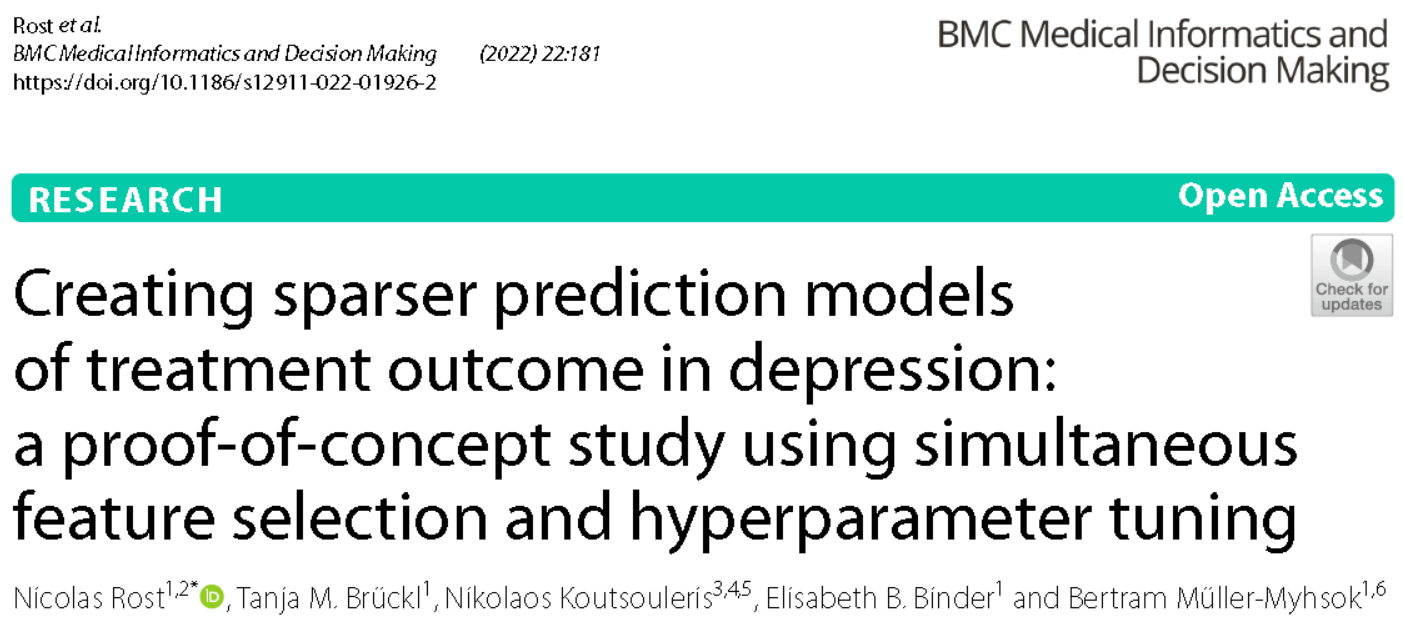 Rost et al.
BMC Medical Informatics and Decision Making (2022) 22:181
https://doi.org/10.1186/s12911-022-01926-2
BMC Medical Informatics and
Decision Making
RESEARCH Open Access
Check for
updates
Creating sparser prediction models
of treatment outcome in depression:
a proof-of-concept study using simultaneous
feature selection and hyperparameter tuning
Nicolas Rost1,2* iD, Tanja M. Brückl1, Nikolaos Koutsouleris3,4,5, Elisabeth B. Binder1 and Bertram Müller-Myhsok1,6